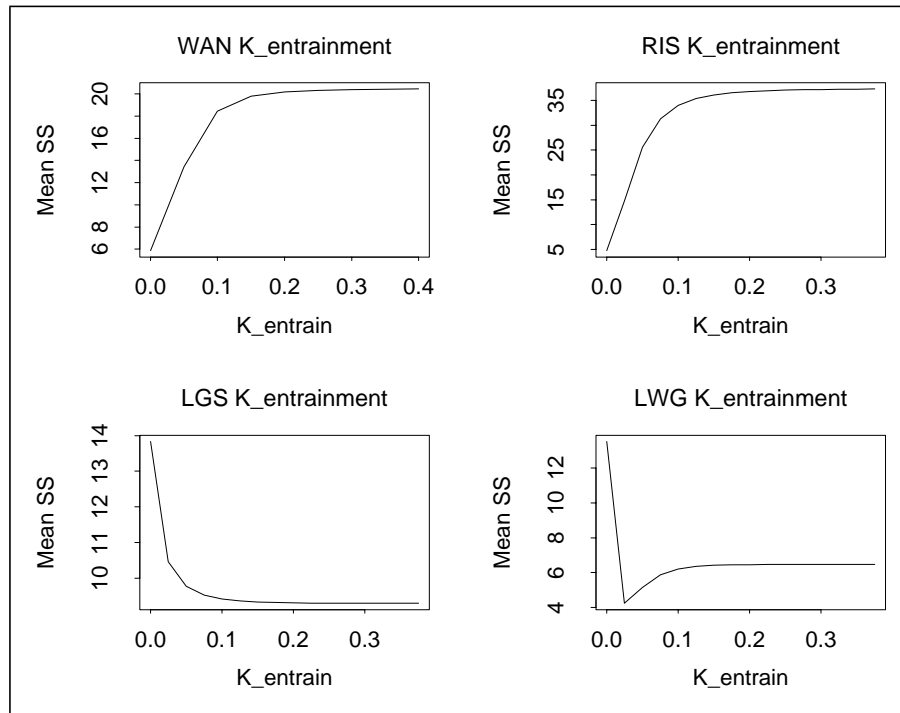 WAN K_entrainment
Mean SS
6 8 12 16 20
0.0 0.1 0.2 0.3 0.4
K_entrain
RIS K_entrainment
Mean SS
5 15 25 35
0.0 0.1 0.2 0.3
K_entrain
LGS K_entrainment
Mean SS
10 11 12 13 14
0.0 0.1 0.2 0.3
K_entrain
LWG K_entrainment
Mean SS
4 6 8 12
0.0 0.1 0.2 0.3
K_entrain